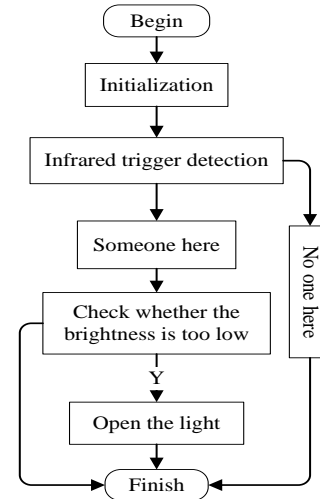 Begin
Initialization
Infrared trigger detection
Someone here
No one here
Check whether the
brightness is too low
Y
Open the light
Finish